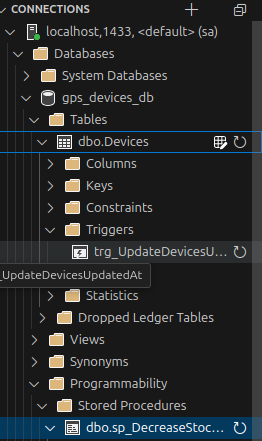 CONNECTIONS
localhost,1433, <default> (sa)
Databases
System Databases
gps_devices_db
Tables
dbo.Devices
Columns
Keys
Constraints
Triggers
trg_UpdateDevicesU...
_UpdateDevicesUpdatedAt
Statistics
Dropped Ledger Tables
Views
Synonyms
Programmability
Stored Procedures
dbo.sp_DecreaseStoc...